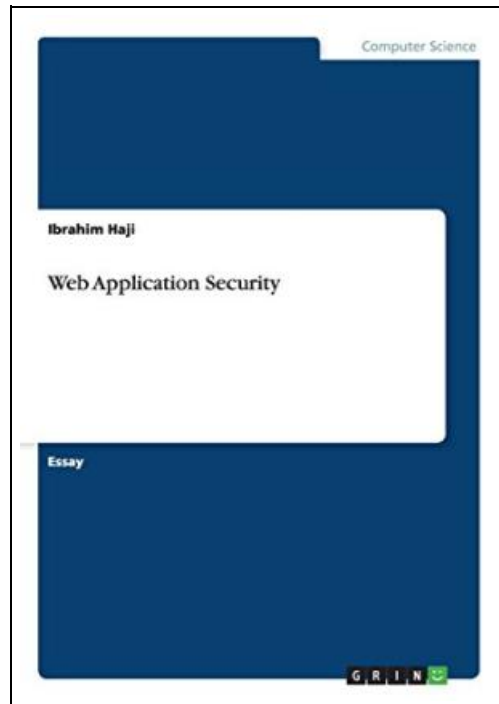 Computer Science
Ibrahim Haji
Web Application Security
Essay
GRIN